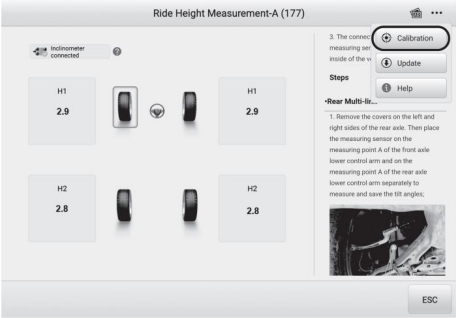 Ride Height Measurement-A (177)
Inclinometer
connected
H1
2.9
H1
2.9
H2
2.8
H2
2.8
3. The connec
measuring ser
inside of the v
Steps
•Rear Multi-lin...
1. Remove the covers on the left and
right sides of the rear axle. Then place
the measuring sensor on the
measuring point A of the front axle
lower control arm and on the
measuring point A of the rear axle
lower control arm separately to
measure and save the tilt angles;
Calibration
Update
Help
ESC